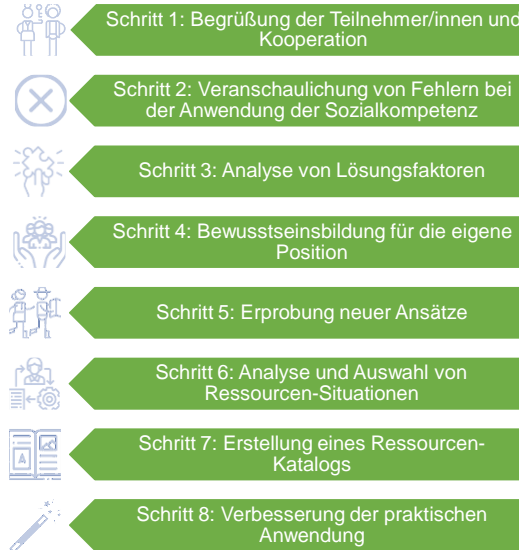 Schritt 1: Begrüßung der Teilnehmer/innen und
Kooperation
Schritt 2: Veranschaulichung von Fehlern bei
der Anwendung der Sozialkompetenz
Schritt 3: Analyse von Lösungsfaktoren
Schritt 4: Bewusstseinsbildung für die eigene
Position
Schritt 5: Erprobung neuer Ansätze
Schritt 6: Analyse und Auswahl von
Ressourcen-Situationen
Schritt 7: Erstellung eines Ressourcen-
Katalogs
Schritt 8: Verbesserung der praktischen
Anwendung